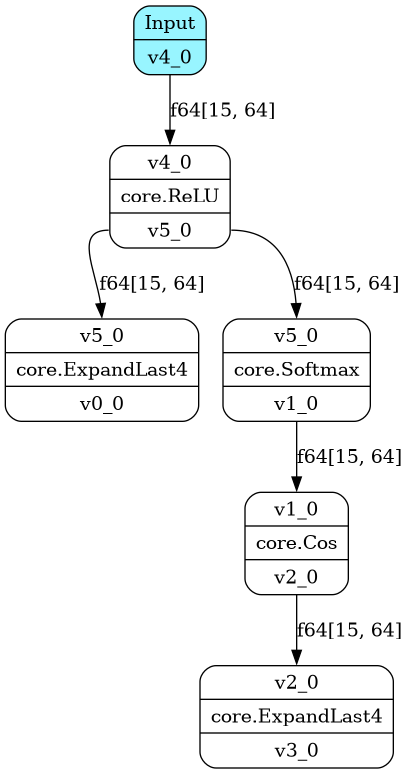 Input
v4_0
f64[15, 64]
v4_0
core.ReLU
v5_0
f64[15, 64]
f64[15, 64]
v5_0
core.ExpandLast4
v0_0
v5_0
core.Softmax
v1_0
f64[15, 64]
v1_0
core.Cos
v2_0
f64[15, 64]
v2_0
core.ExpandLast4
v3_0